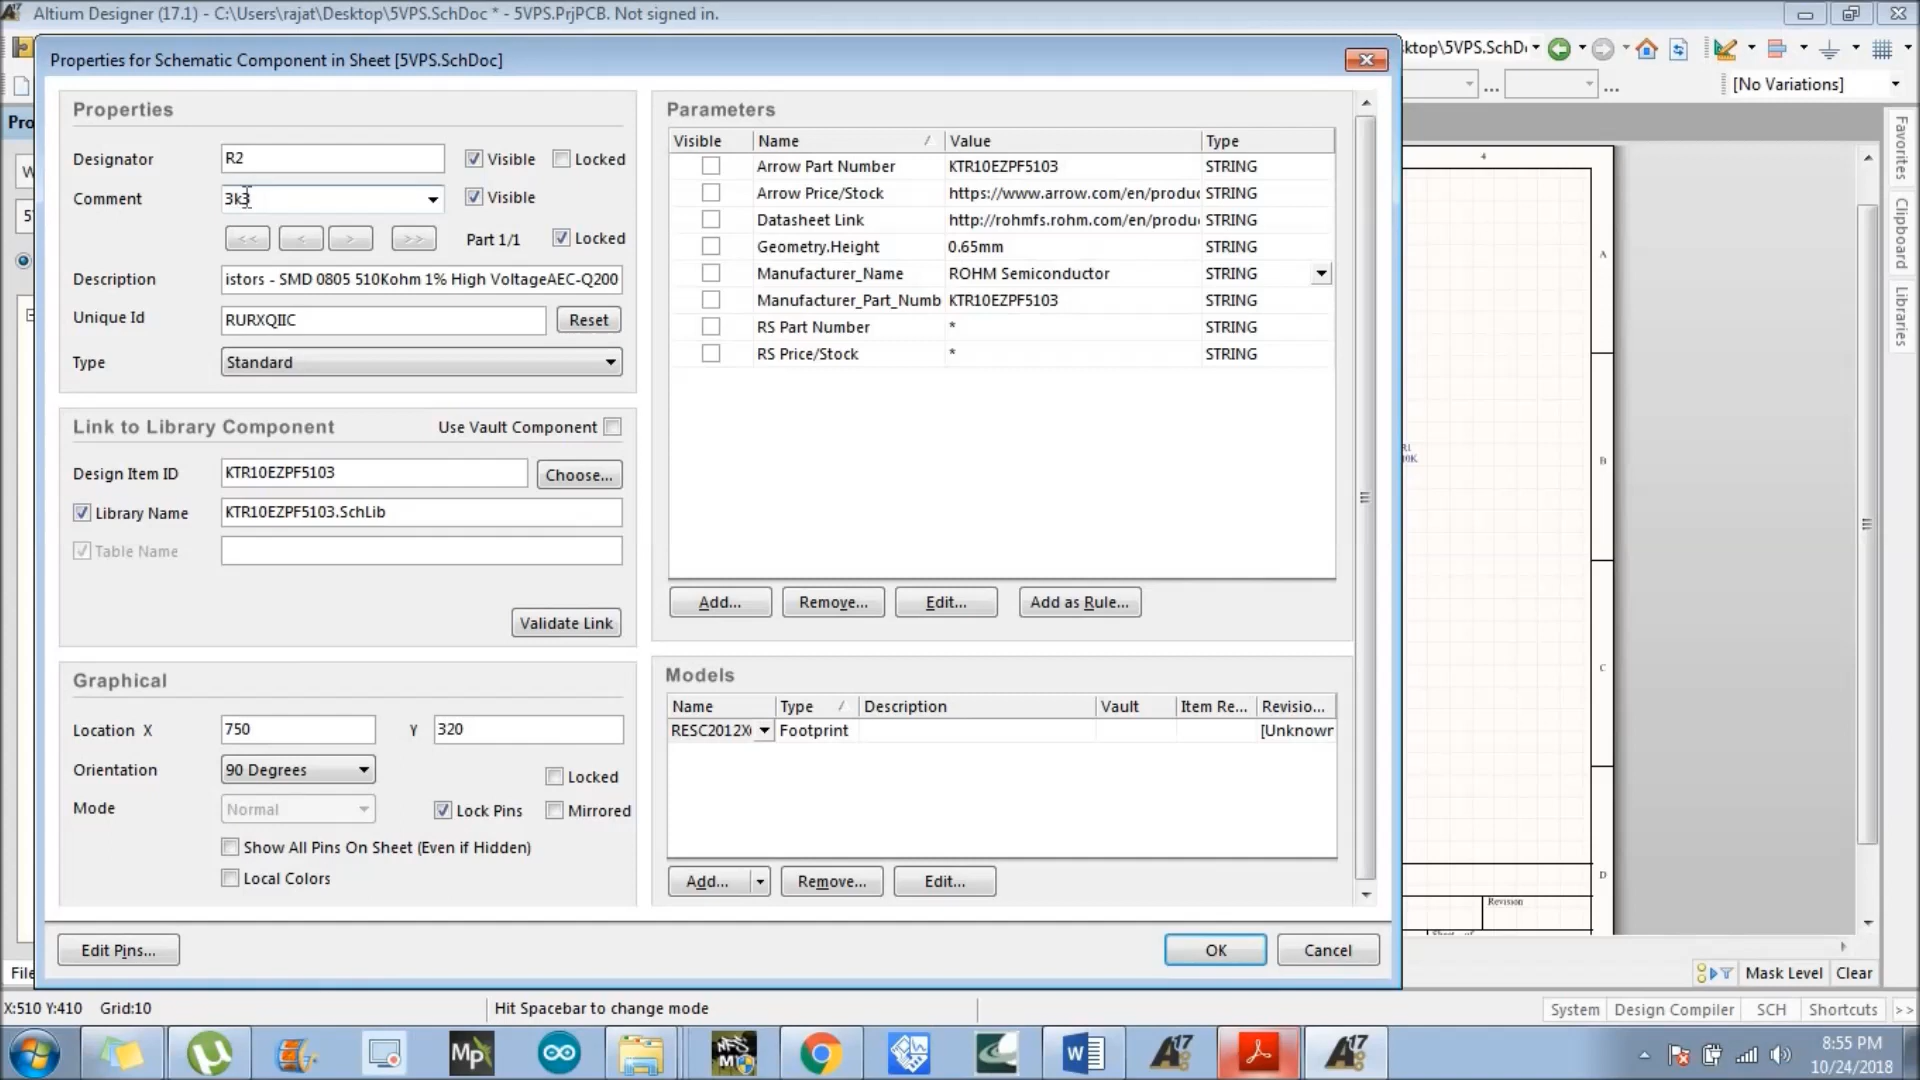 Altium Designer (17.1) - C:\Users\rajat\Desktop\5VPS.SchDoc * - 5VPS.PrjPCB. Not signed in.
Properties for Schematic Component in Sheet [5VPS.SchDoc]
[No Variations]
Properties
Designator R2 Visible Locked
Comment 3k3 Visible
<< < > >> Part 1/1 Locked
Description istors - SMD 0805 510Kohm 1% High VoltageAEC-Q200
Unique Id RURXQIIC Reset
Type Standard
Link to Library Component Use Vault Component
Design Item ID KTR10EZPF5103 Choose...
Library Name KTR10EZPF5103.SchLib
Table Name
Validate Link
Graphical
Location X 750 Y 320
Orientation 90 Degrees Locked
Mode Normal Lock Pins Mirrored
Show All Pins On Sheet (Even if Hidden)
Local Colors
Parameters
Visible Name / Value Type
Arrow Part Number KTR10EZPF5103 STRING
Arrow Price/Stock https://www.arrow.com/en/produc STRING
Datasheet Link http://rohmfs.rohm.com/en/produ STRING
Geometry.Height 0.65mm STRING
Manufacturer_Name ROHM Semiconductor STRING
Manufacturer_Part_Numb KTR10EZPF5103 STRING
RS Part Number * STRING
RS Price/Stock * STRING
Add... Remove... Edit... Add as Rule...
Models
Name Type / Description Vault Item Re... Revisio...
RESC2012X Footprint [Unknowr
Add... Remove... Edit...
Edit Pins... OK Cancel
4
A
B
C
D
Revision
Favorites
Clipboard
Libraries
Mask Level Clear
X:510 Y:410 Grid:10 Hit Spacebar to change mode
System Design Compiler SCH Shortcuts >>
8:55 PM
10/24/2018